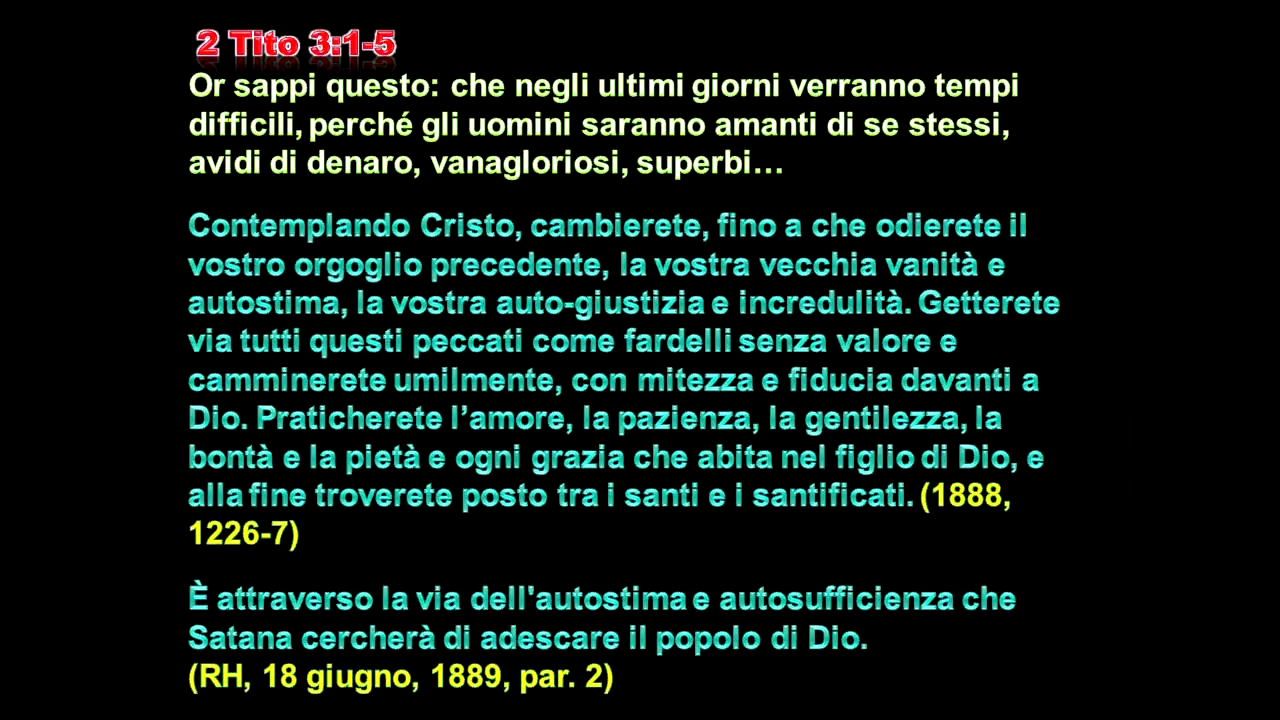 2 Tito 3:1-5
Or sappi questo: che negli ultimi giorni verranno tempi
difficili, perché gli uomini saranno amanti di se stessi,
avidi di denaro, vanagloriosi, superbi…
Contemplando Cristo, cambierete, fino a che odierete il
vostro orgoglio precedente, la vostra vecchia vanità e
autostima, la vostra auto-giustizia e incredulità. Getterete
via tutti questi peccati come fardelli senza valore e
camminerete umilmente, con mitezza e fiducia davanti a
Dio. Praticherete l’amore, la pazienza, la gentilezza, la
bontà e la pietà e ogni grazia che abita nel figlio di Dio, e
alla fine troverete posto tra i santi e i santificati. (1888,
1226-7)
È attraverso la via dell'autostima e autosufficienza che
Satana cercherà di adescare il popolo di Dio.
(RH, 18 giugno, 1889, par. 2)